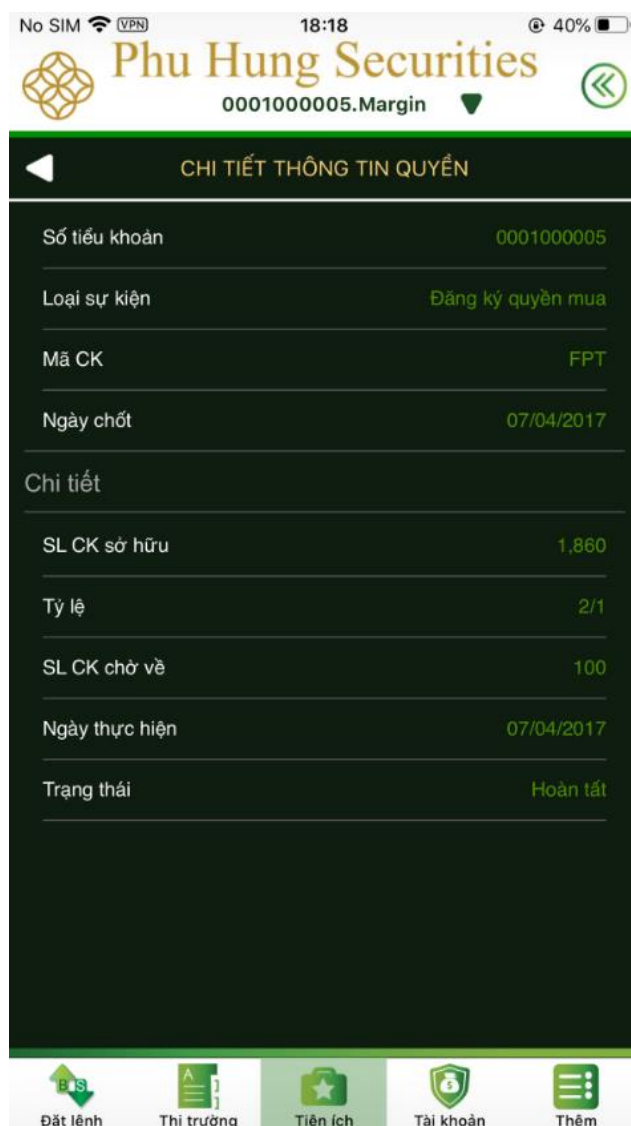 No SIM VPN 18:18 40%
Phu Hung Securities
0001000005.Margin
CHI TIẾT THÔNG TIN QUYỀN
Số tiểu khoản 0001000005
Loại sự kiện Đăng ký quyền mua
Mã CK FPT
Ngày chốt 07/04/2017
Chi tiết
SL CK sở hữu 1,860
Tỷ lệ 2/1
SL CK chờ về 100
Ngày thực hiện 07/04/2017
Trạng thái Hoàn tất
B S A $
Đặt lệnh Thị trường Tiện ích Tài khoản Thêm